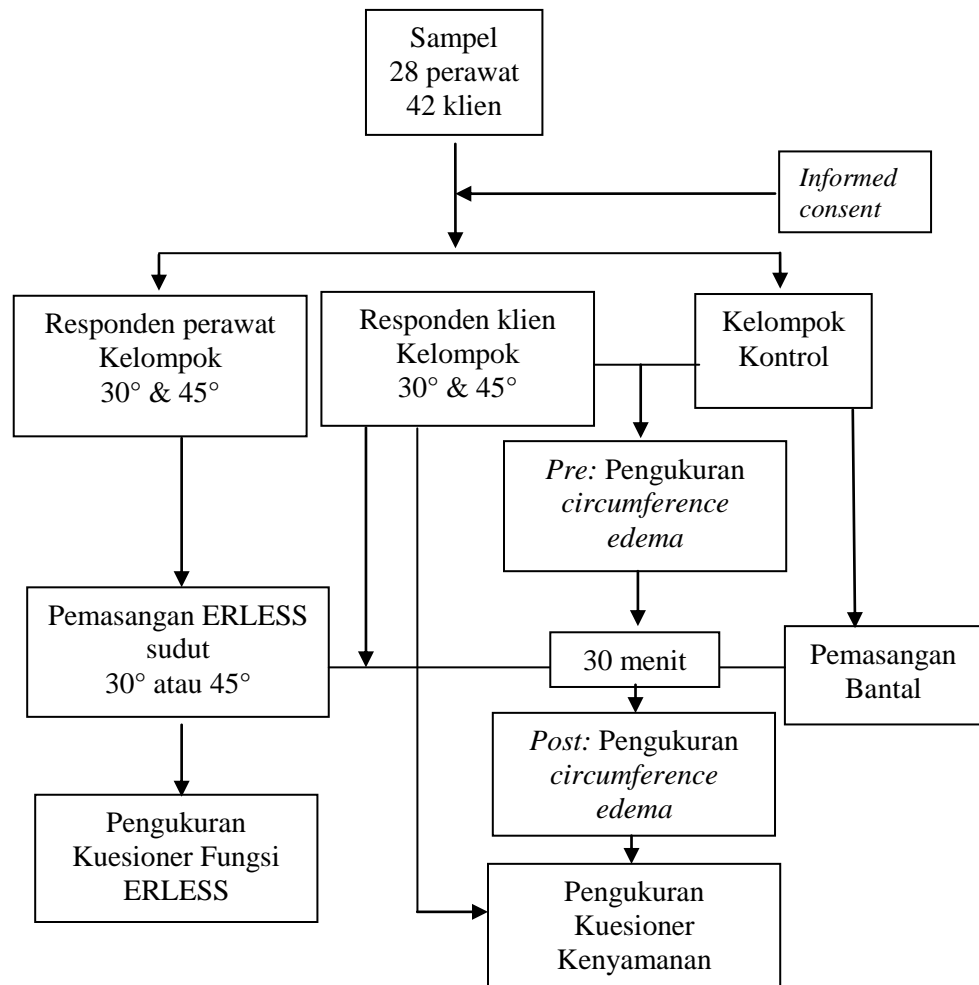 Sampel
28 perawat
42 klien
Informed
consent
Responden perawat
Kelompok
30° & 45°
Responden klien
Kelompok
30° & 45°
Kelompok
Kontrol
Pre: Pengukuran
circumference
edema
Pemasangan ERLESS
sudut
30° atau 45°
30 menit
Pemasangan
Bantal
Post: Pengukuran
circumference
edema
Pengukuran
Kuesioner Fungsi
ERLESS
Pengukuran
Kuesioner
Kenyamanan